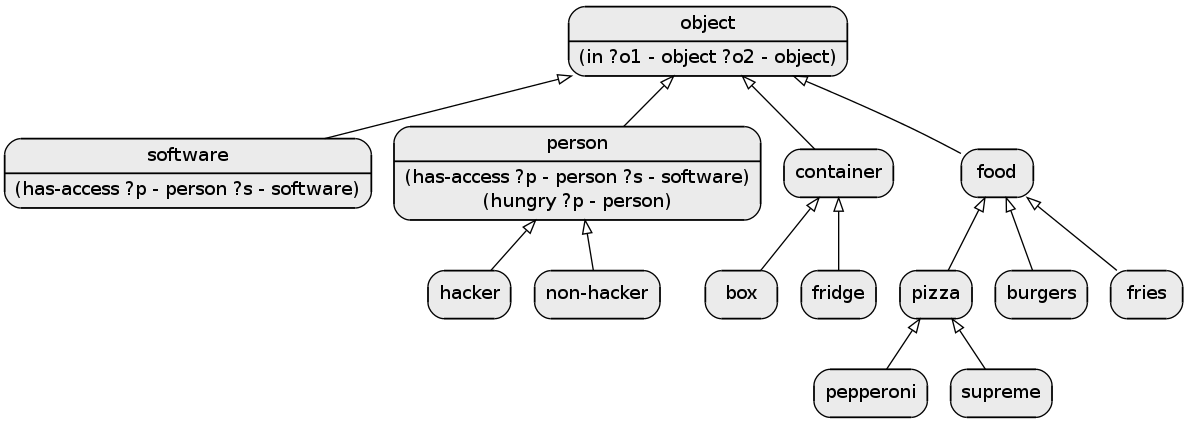 object
(in ?o1 - object ?o2 - object)
software
(has-access ?p - person ?s - software)
person
(has-access ?p - person ?s - software)
(hungry ?p - person)
container
food
hacker
non-hacker
box
fridge
pizza
burgers
fries
pepperoni
supreme